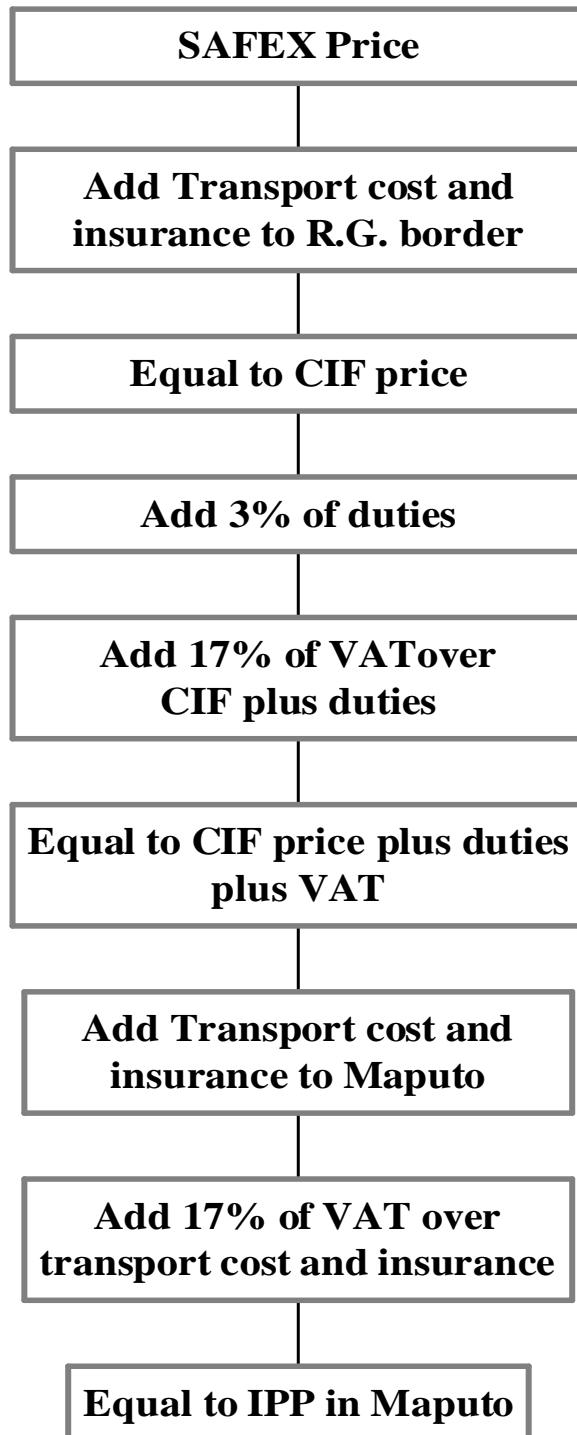 SAFEX Price
Add Transport cost and
insurance to R.G. border
Equal to CIF price
Add 3% of duties
Add 17% of VATover
CIF plus duties
Equal to CIF price plus duties
plus VAT
Add Transport cost and
insurance to Maputo
Add 17% of VAT over
transport cost and insurance
Equal to IPP in Maputo